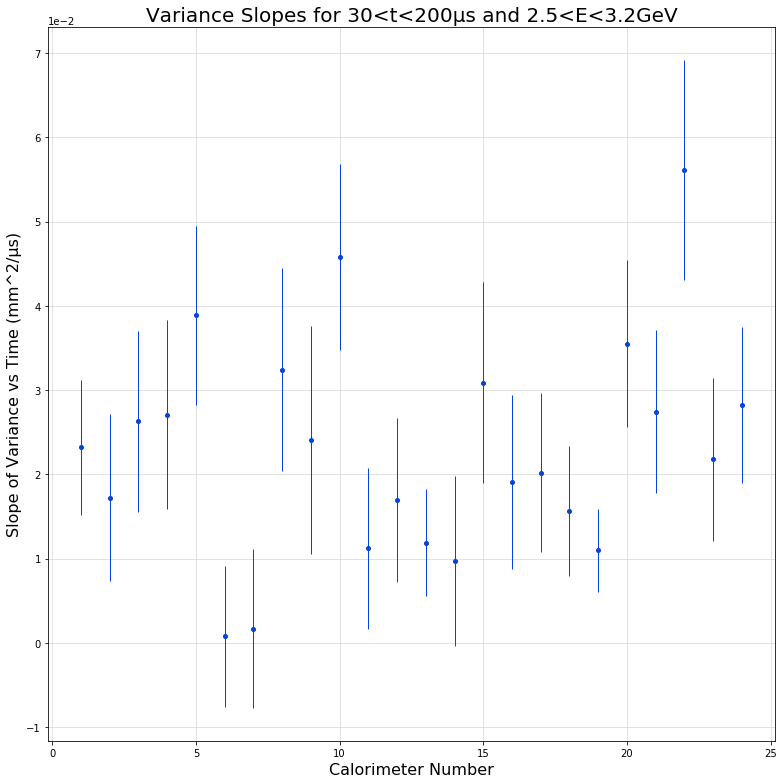 Variance Slopes for 30<t<200μs and 2.5<E<3.2GeV
1e−2
7
6
5
4
3
2
1
0
−1
Slope of Variance vs Time (mm^2/μs)
0 5 10 15 20 25
Calorimeter Number